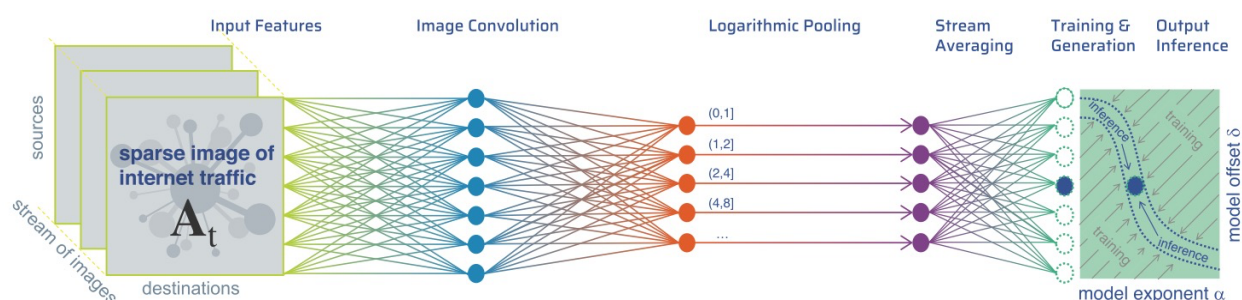 Input Features
Image Convolution
Logarithmic Pooling
Stream
Averaging
Training &
Generation
Output
Inference
sources
stream of images
sparse image of
internet traffic
At
destinations
(0,1]
(1,2]
(2,4]
(4,8]
...
inference
training
training
inference
model offset δ
model exponent α